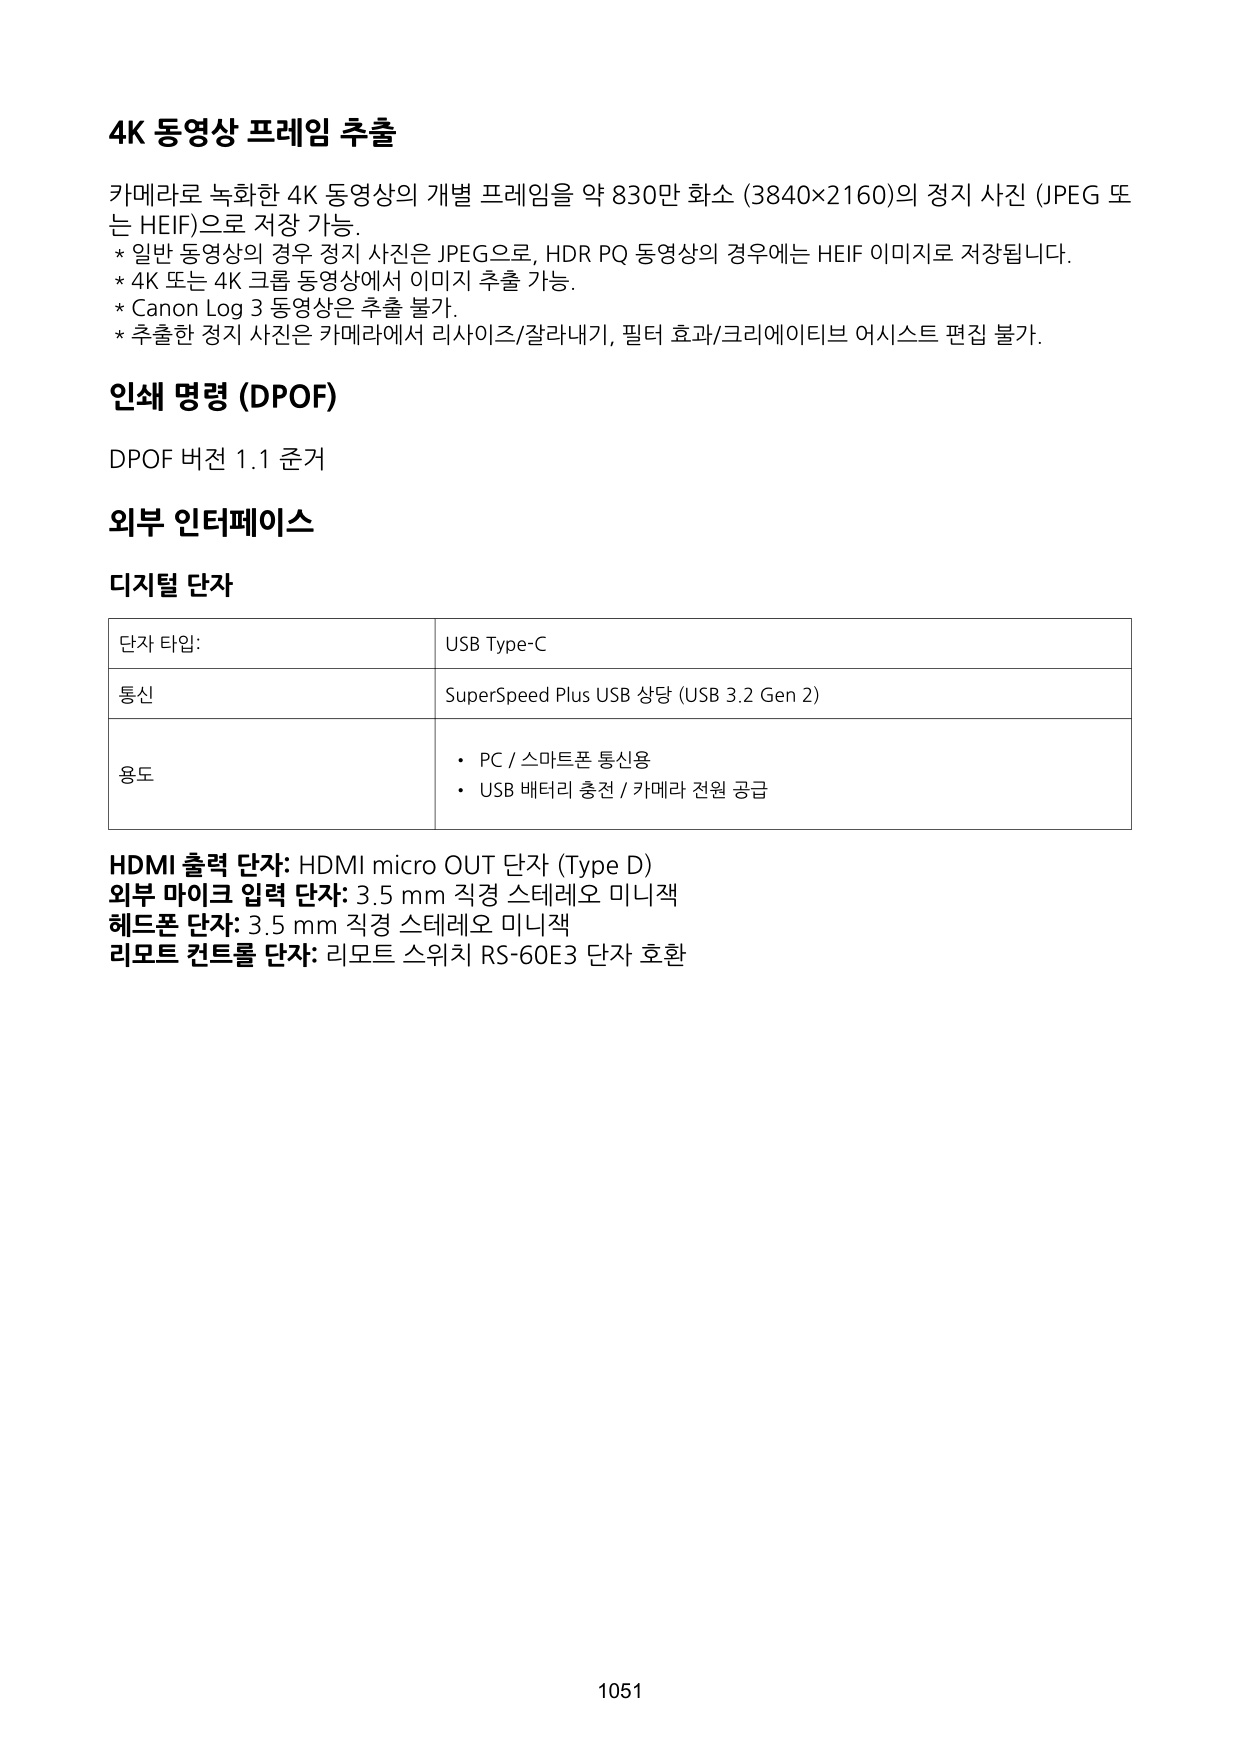 4K 동영상 프레임 추출
카메라로 녹화한 4K 동영상의 개별 프레임을 약 830만 화소 (3840×2160)의 정지 사진 (JPEG 또
는 HEIF)으로 저장 가능.
* 일반 동영상의 경우 정지 사진은 JPEG으로, HDR PQ 동영상의 경우에는 HEIF 이미지로 저장됩니다.
* 4K 또는 4K 크롭 동영상에서 이미지 추출 가능.
* Canon Log 3 동영상은 추출 불가.
* 추출한 정지 사진은 카메라에서 리사이즈/잘라내기, 필터 효과/크리에이티브 어시스트 편집 불가.
인쇄 명령 (DPOF)
DPOF 버전 1.1 준거
외부 인터페이스
디지털 단자
단자 타입: USB Type-C
통신 SuperSpeed Plus USB 상당 (USB 3.2 Gen 2)
용도
• PC / 스마트폰 통신용
• USB 배터리 충전 / 카메라 전원 공급
HDMI 출력 단자: HDMI micro OUT 단자 (Type D)
외부 마이크 입력 단자: 3.5 mm 직경 스테레오 미니잭
헤드폰 단자: 3.5 mm 직경 스테레오 미니잭
리모트 컨트롤 단자: 리모트 스위치 RS-60E3 단자 호환
1051